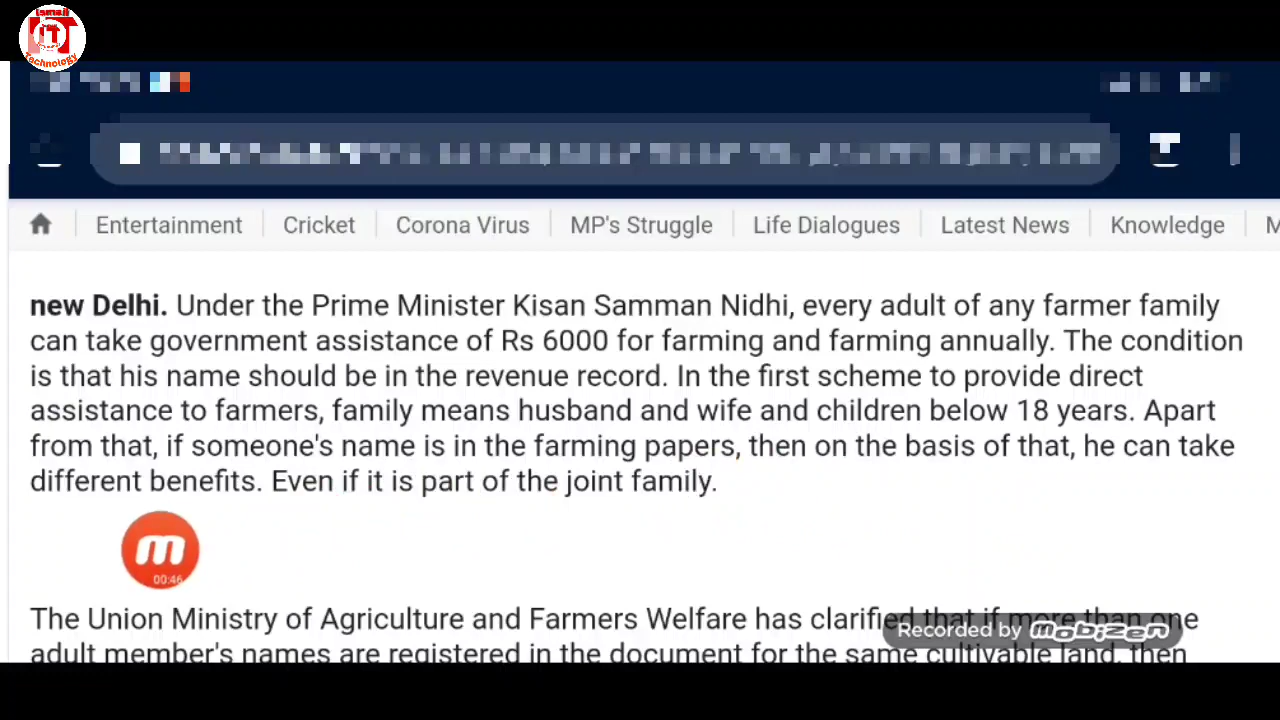 IT
Technology
Entertainment
Cricket
Corona Virus
MP's Struggle
Life Dialogues
Latest News
Knowledge
M
new Delhi. Under the Prime Minister Kisan Samman Nidhi, every adult of any farmer family
can take government assistance of Rs 6000 for farming and farming annually. The condition
is that his name should be in the revenue record. In the first scheme to provide direct
assistance to farmers, family means husband and wife and children below 18 years. Apart
from that, if someone's name is in the farming papers, then on the basis of that, he can take
different benefits. Even if it is part of the joint family.
m
00:46
The Union Ministry of Agriculture and Farmers Welfare has clarified that if more than one
Recorded by mobizen
adult member's names are registered in the document for the same cultivable land, then